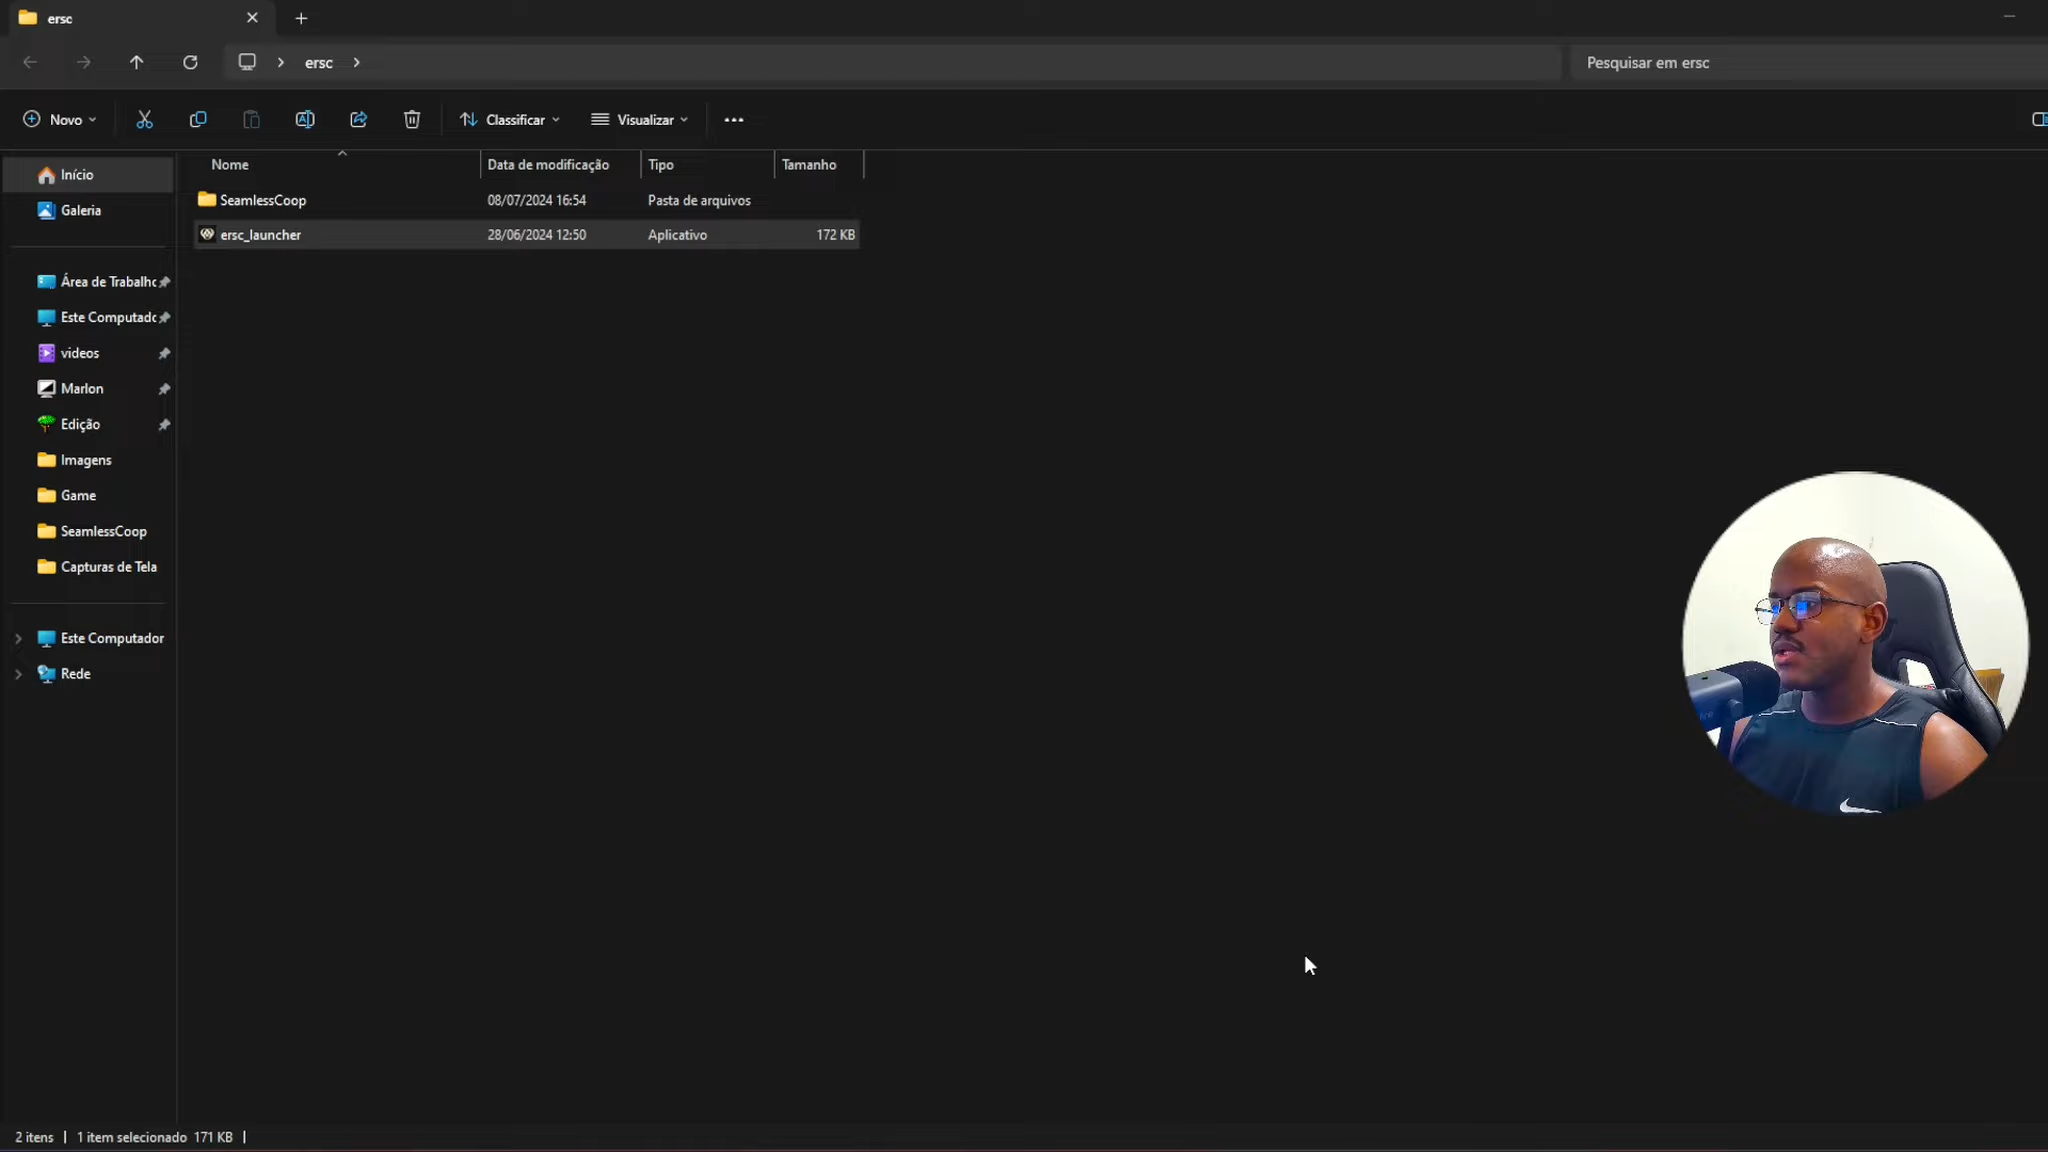 ersc
ersc
Pesquisar em ersc
Novo
Classificar
Visualizar
Nome
Data de modificação
Tipo
Tamanho
SeamlessCoop
08/07/2024 16:54
Pasta de arquivos
ersc_launcher
28/06/2024 12:50
Aplicativo
172 KB
Início
Galeria
Área de Trabalho
Este Computado
videos
Marlon
Edição
Imagens
Game
SeamlessCoop
Capturas de Tela
Este Computador
Rede
2 itens
1 item selecionado 171 KB